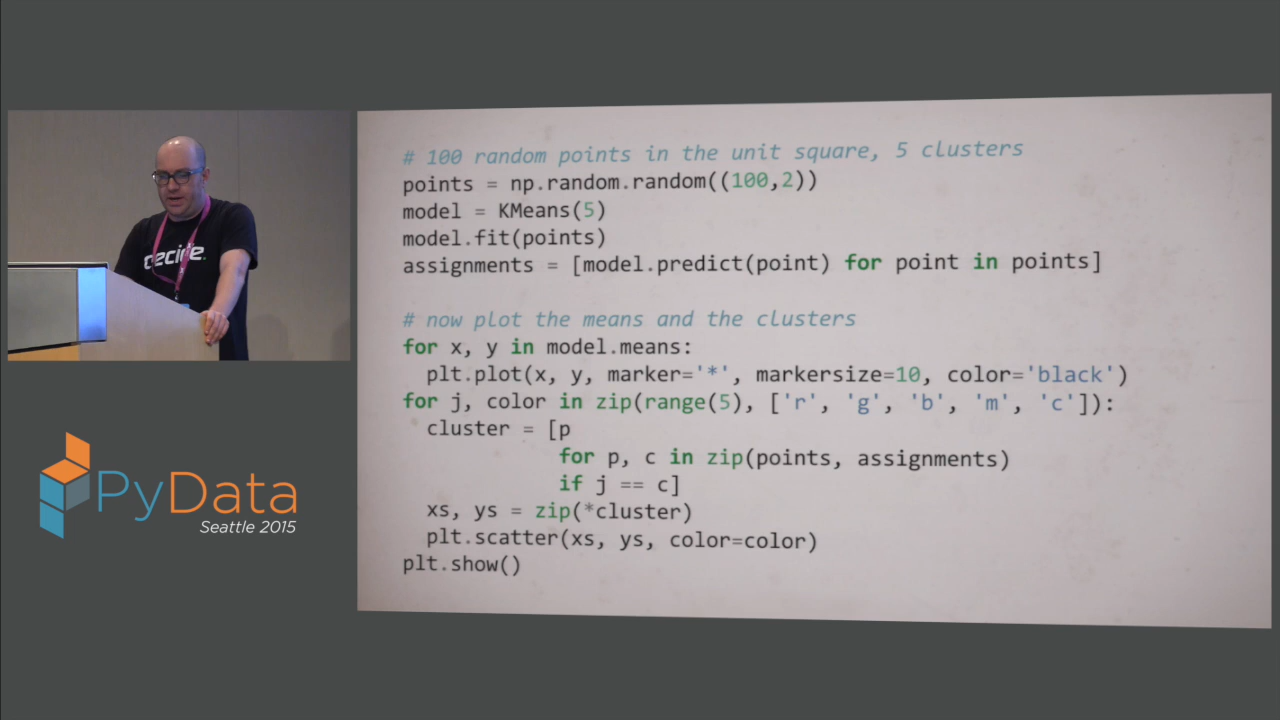 # 100 random points in the unit square, 5 clusters
points = np.random.random((100,2))
model = KMeans(5)
model.fit(points)
assignments = [model.predict(point) for point in points]
# now plot the means and the clusters
for x, y in model.means:
  plt.plot(x, y, marker='*', markersize=10, color='black')
for j, color in zip(range(5), ['r', 'g', 'b', 'm', 'c']):
  cluster = [p
             for p, c in zip(points, assignments)
             if j == c]
  xs, ys = zip(*cluster)
  plt.scatter(xs, ys, color=color)
plt.show()
decide.
PyData
Seattle 2015